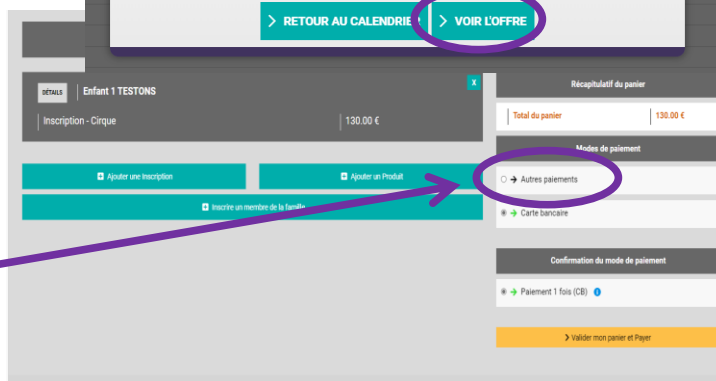 > RETOUR AU CALENDRIER
> VOIR L'OFFRE
DÉTAILS Enfant 1 TESTONS
X
Inscription - Cirque 130.00 €
Ajouter une Inscription
Ajouter un Produit
Inscrire un membre de la famille
Récapitulatif du panier
Total du panier 130.00 €
Modes de paiement
→ Autres paiements
→ Carte bancaire
Confirmation du mode de paiement
→ Paiement 1 fois (CB)
> Valider mon panier et Payer